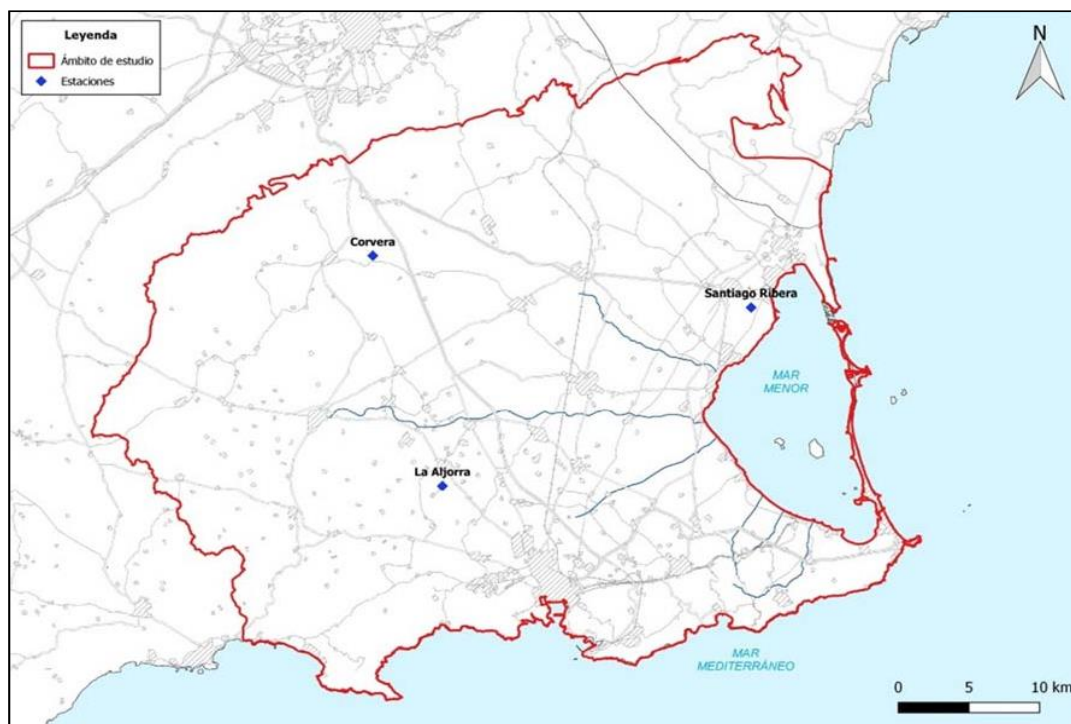 Leyenda
Ámbito de estudio
Estaciones
N
Corvera
Santiago Ribera
MAR
MENOR
La Aljorra
MAR
MEDITERRÁNEO
0 5 10 km